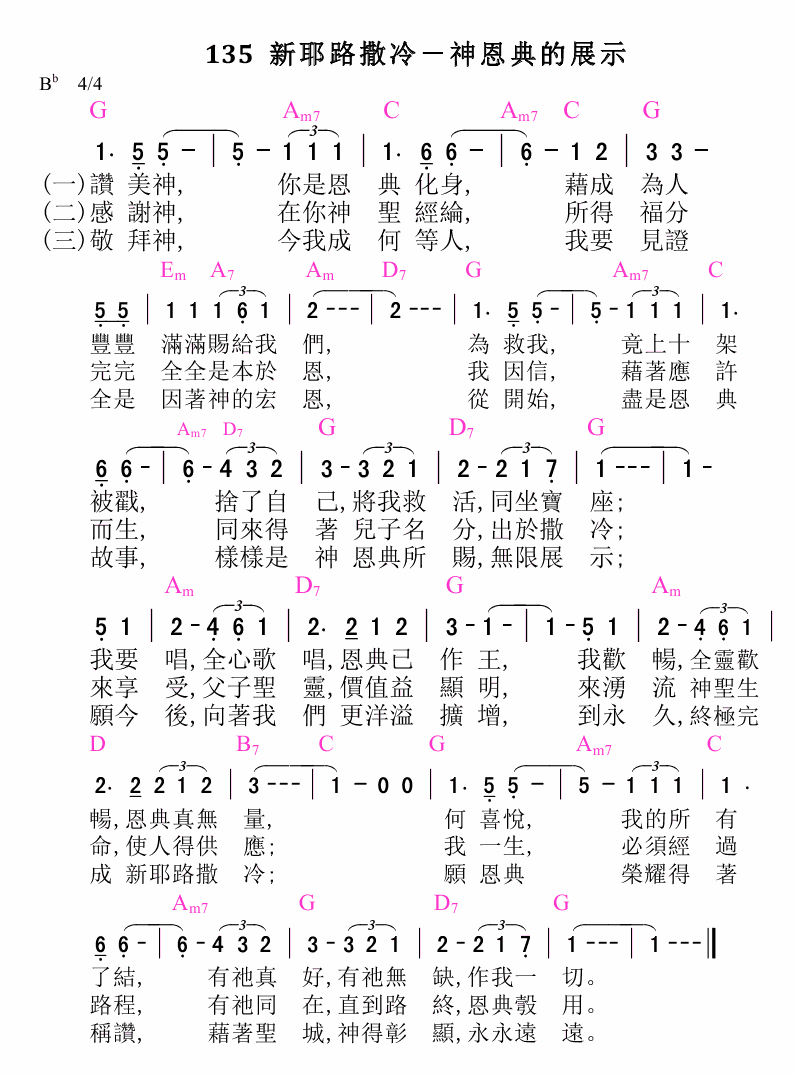 135 新耶路撒冷－神恩典的展示
B♭ 4/4
G Am7 C Am7 C G
1. 5 5 - | 5 - 1 1 1 | 1. 6 6 - | 6 - 1 2 | 3 3 -
(一)讚 美神, 你是恩 典 化身, 藉成 為人
(二)感 謝神, 在你神 聖 經綸, 所得 福分
(三)敬 拜神, 今我成 何 等人, 我要 見證
Em A7 Am D7 G Am7 C
5 5 | 1 1 1 6 1 | 2 --- | 2 --- | 1. 5 5 - | 5 - 1 1 1 | 1.
豐豐 滿滿賜給我 們, 為 救我, 竟上十 架
完完 全全是本於 恩, 我 因信, 藉著應 許
全是 因著神的宏 恩, 從 開始, 盡是恩 典
Am7 D7 G D7 G
6 6 - | 6 - 4 3 2 | 3 - 3 2 1 | 2 - 2 1 7 | 1 --- | 1 -
被戳, 捨了自 己,將我救 活,同坐寶 座;
而生, 同來得 著 兒子名 分,出於撒 冷;
故事, 樣樣是 神 恩典所 賜,無限展 示;
Am D7 G Am
5 1 | 2 - 4 6 1 | 2. 2 1 2 | 3 - 1 - | 1 - 5 1 | 2 - 4 6 1 |
我要 唱,全心歌 唱,恩典已 作 王, 我歡 暢,全靈歡
來享 受,父子聖 靈,價值益 顯 明, 來湧 流 神聖生
願今 後,向著我 們 更洋溢 擴 增, 到永 久,終極完
D B7 C G Am7 C
2. 2 2 1 2 | 3 --- | 1 - 0 0 | 1. 5 5 - | 5 - 1 1 1 | 1 .
暢,恩典真無 量, 何 喜悅, 我的所 有
命,使人得供 應; 我 一生, 必須經 過
成 新耶路撒 冷; 願 恩典 榮耀得 著
Am7 G D7 G
6 6 - | 6 - 4 3 2 | 3 - 3 2 1 | 2 - 2 1 7 | 1 --- | 1 --- ‖
了結, 有祂真 好,有祂無 缺,作我一 切。
路程, 有祂同 在,直到路 終,恩典彀 用。
稱讚, 藉著聖 城,神得彰 顯,永永遠 遠。